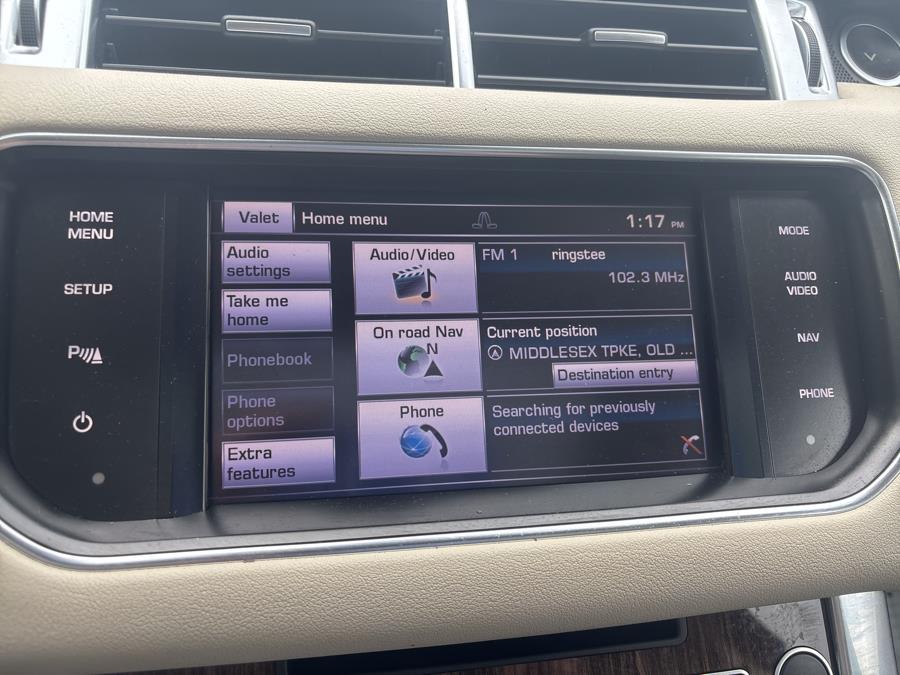 HOME
MENU
SETUP
P
Valet
Home menu
1:17 PM
Audio
settings
Take me
home
Phonebook
Phone
options
Extra
features
Audio/Video
FM 1 ringstee
102.3 MHz
On road Nav
N
Current position
MIDDLESEX TPKE, OLD ...
Destination entry
Phone
Searching for previously
connected devices
MODE
AUDIO
VIDEO
NAV
PHONE